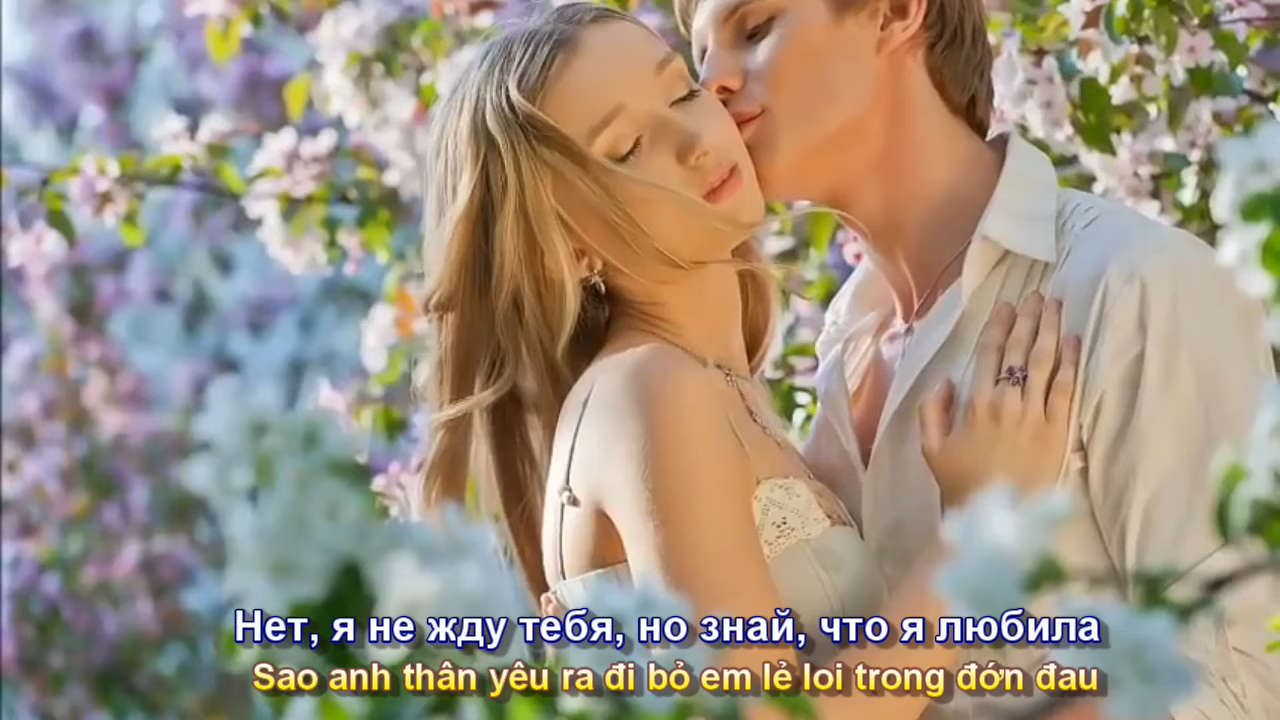 Нет, я не жду тебя, но знай, что я любила
Sao anh thân yêu ra đi bỏ em lẻ loi trong đớn đau